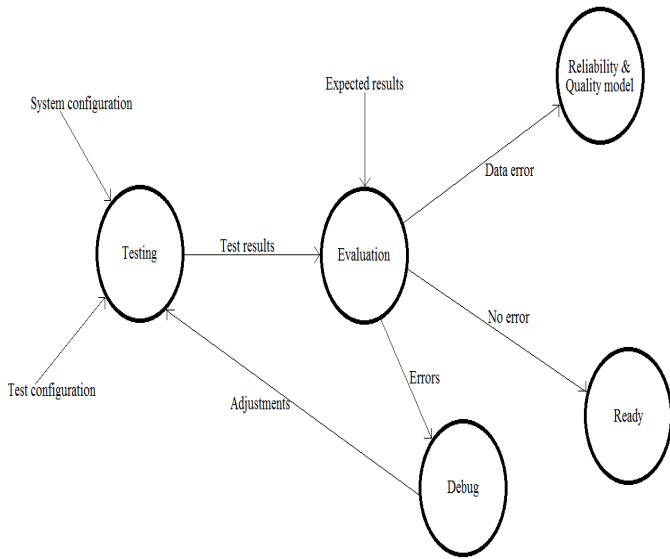 Reliability &
Quality model
Expected results
System configuration
Data error
Testing
Test results
Evaluation
No error
Errors
Test configuration
Adjustments
Ready
Debug